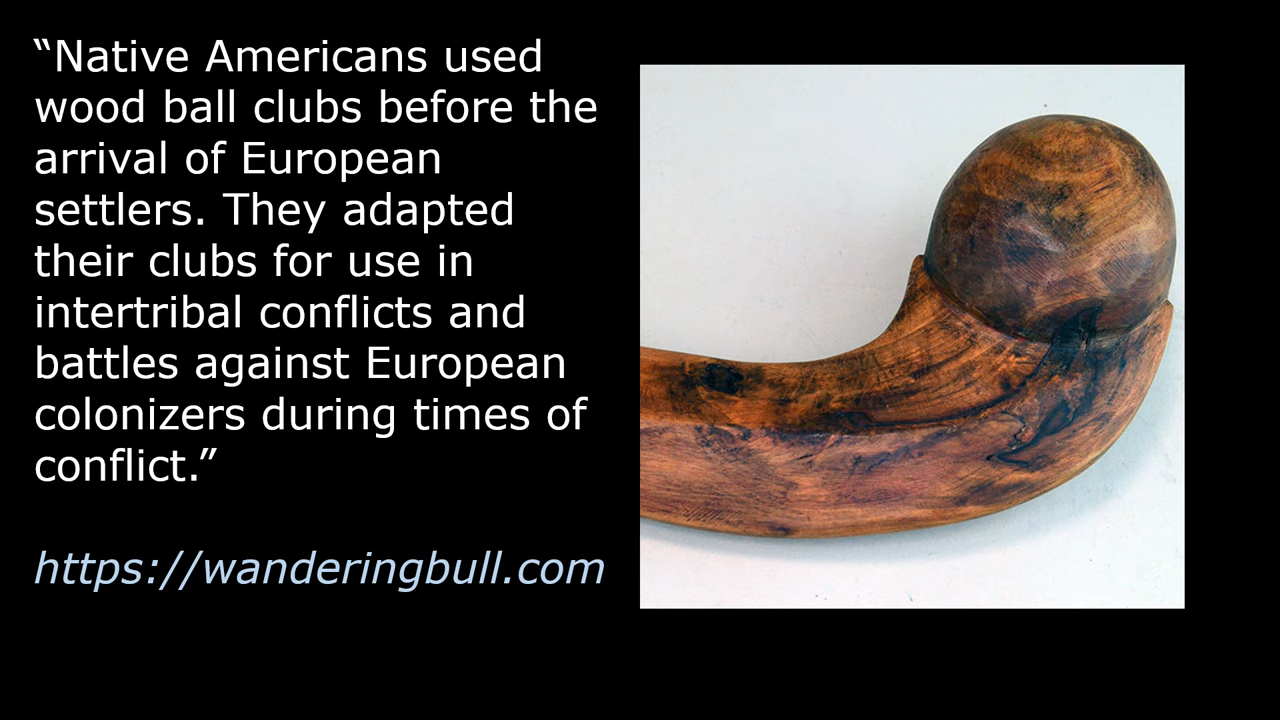 “Native Americans used
wood ball clubs before the
arrival of European
settlers. They adapted
their clubs for use in
intertribal conflicts and
battles against European
colonizers during times of
conflict.”
https://wanderingbull.com